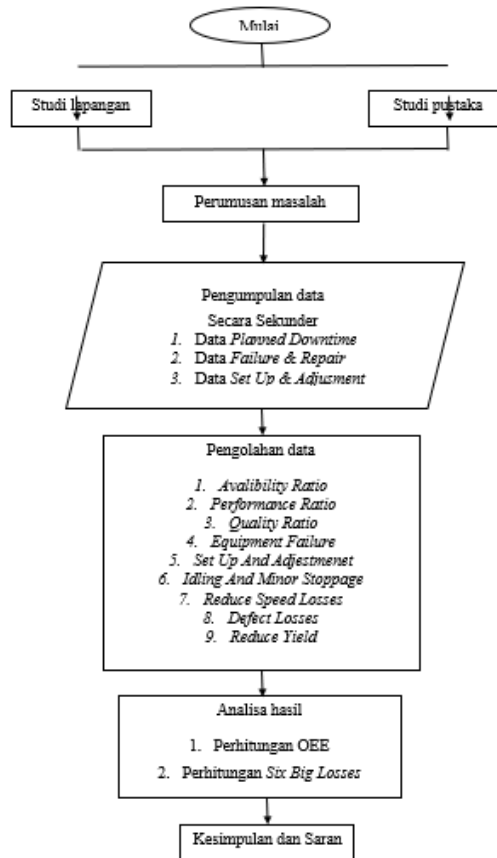 Mulai
Studi lapangan
Studi pustaka
Perumusan masalah
Pengumpulan data
Secara Sekunder
1. Data Planned Downtime
2. Data Failure & Repair
3. Data Set Up & Adjusment
Pengolahan data
1. Avalibility Ratio
2. Performance Ratio
3. Quality Ratio
4. Equipment Failure
5. Set Up And Adjestmenet
6. Idling And Minor Stoppage
7. Reduce Speed Losses
8. Defect Losses
9. Reduce Yield
Analisa hasil
1. Perhitungan OEE
2. Perhitungan Six Big Losses
Kesimpulan dan Saran